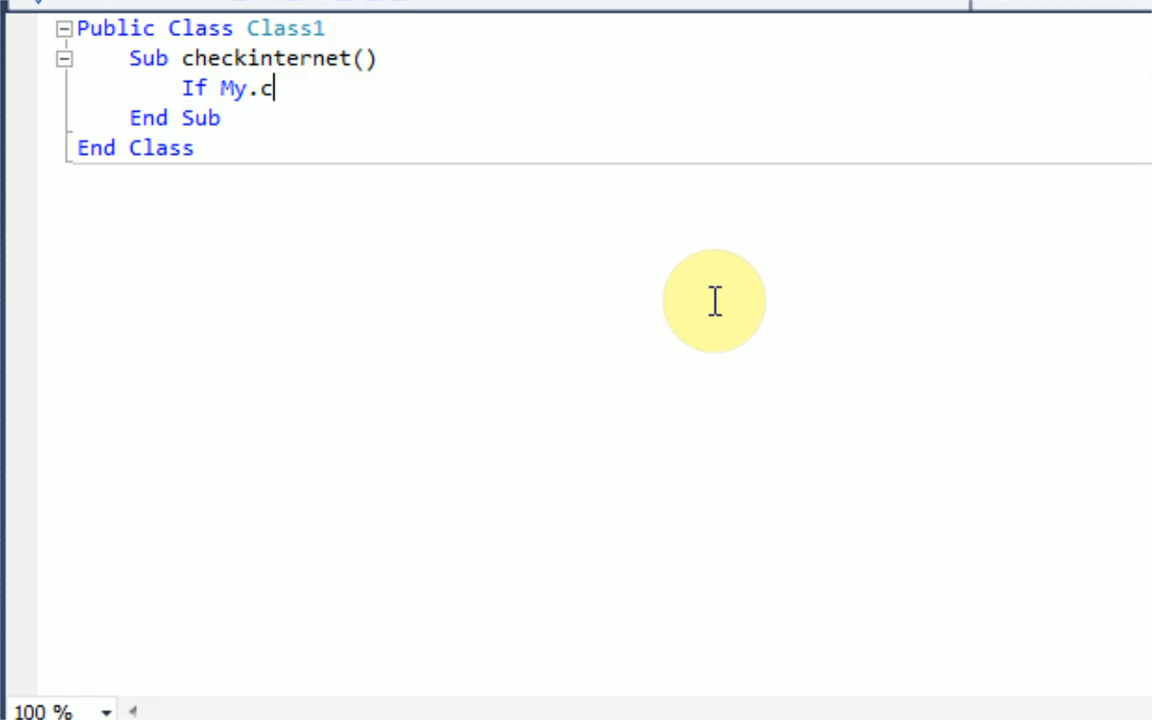 Public Class Class1
Sub checkinternet()
If My.c
End Sub
End Class
100 %